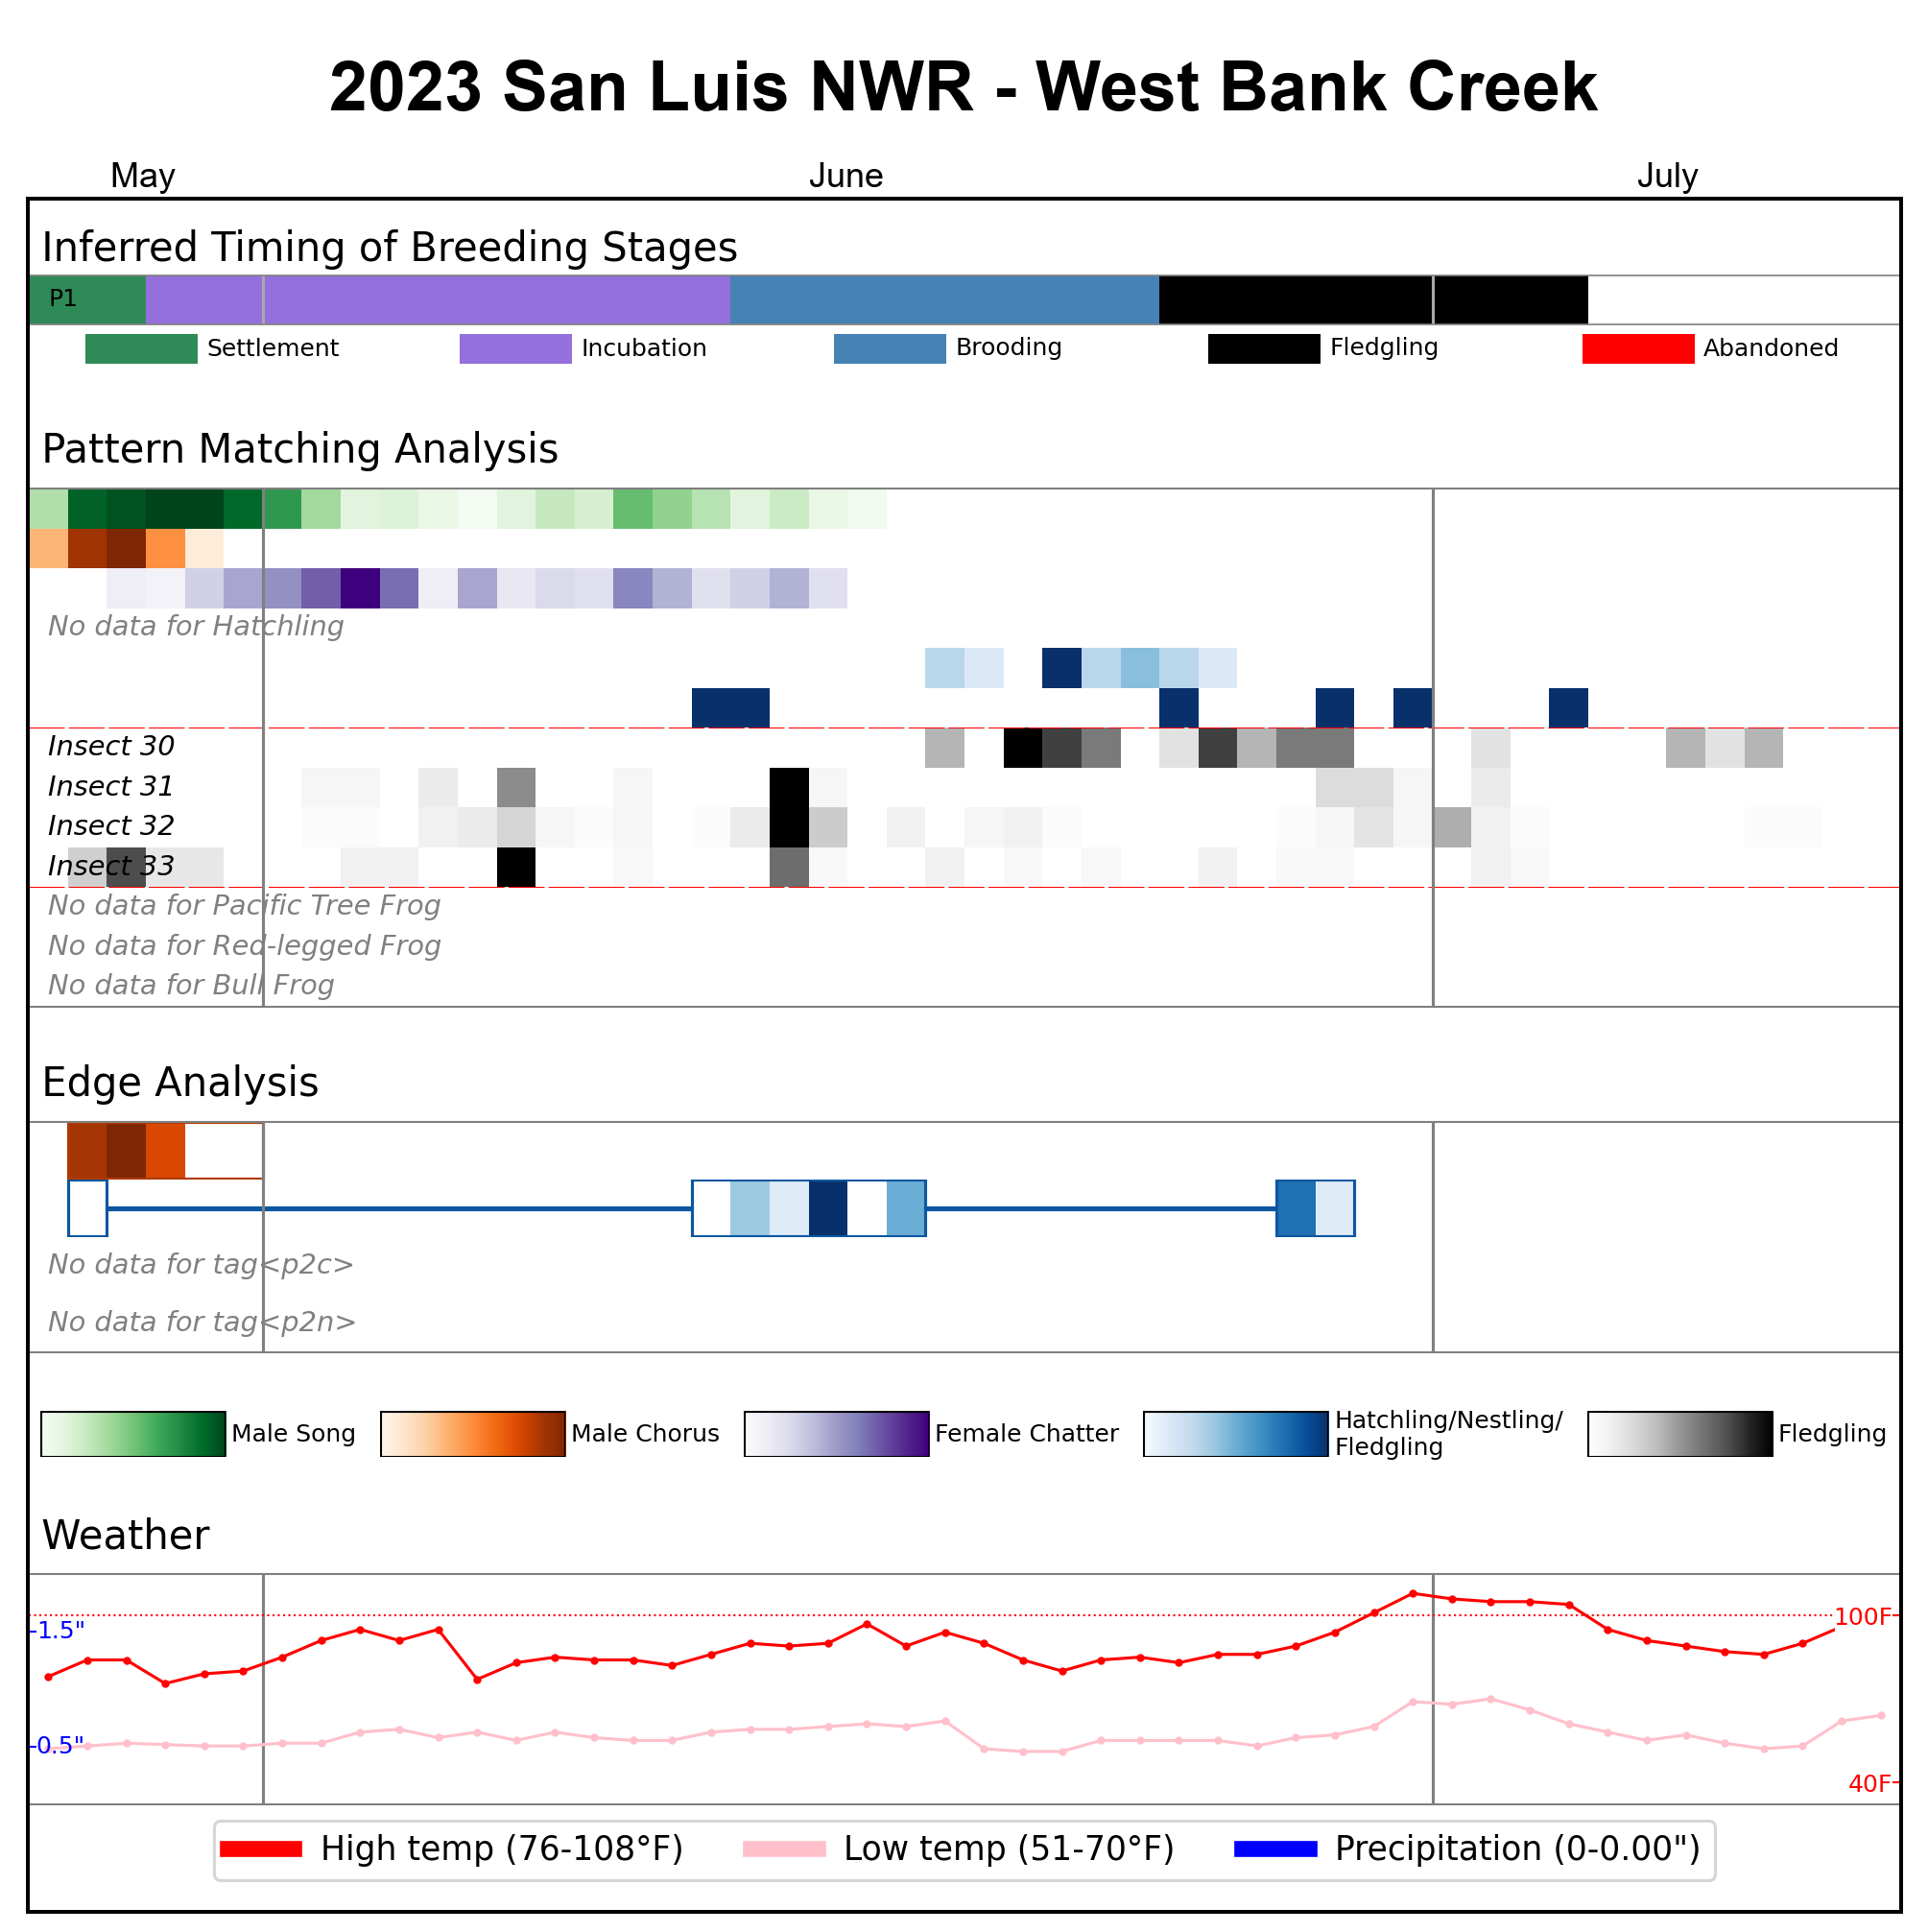 2023 San Luis NWR - West Bank Creek
May June July
Inferred Timing of Breeding Stages
P1
Settlement Incubation Brooding Fledgling Abandoned
Pattern Matching Analysis
No data for Hatchling
Insect 30
Insect 31
Insect 32
Insect 33
No data for Pacific Tree Frog
No data for Red-legged Frog
No data for Bull Frog
Edge Analysis
No data for tag<p2c>
No data for tag<p2n>
Male Song Male Chorus Female Chatter Hatchling/Nestling/
Fledgling Fledgling
Weather
1.5" 100F
0.5"
40F
High temp (76-108°F) Low temp (51-70°F) Precipitation (0-0.00")